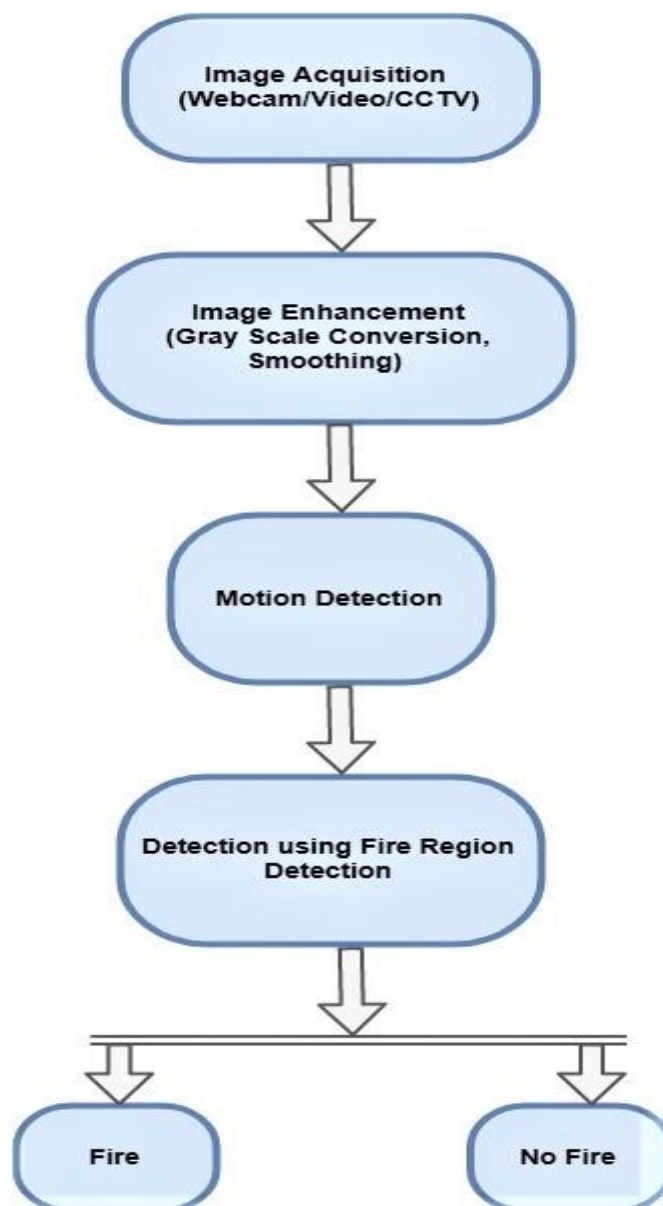 Image Acquisition
(Webcam/Video/CCTV)
Image Enhancement
(Gray Scale Conversion,
Smoothing)
Motion Detection
Detection using Fire Region
Detection
Fire
No Fire